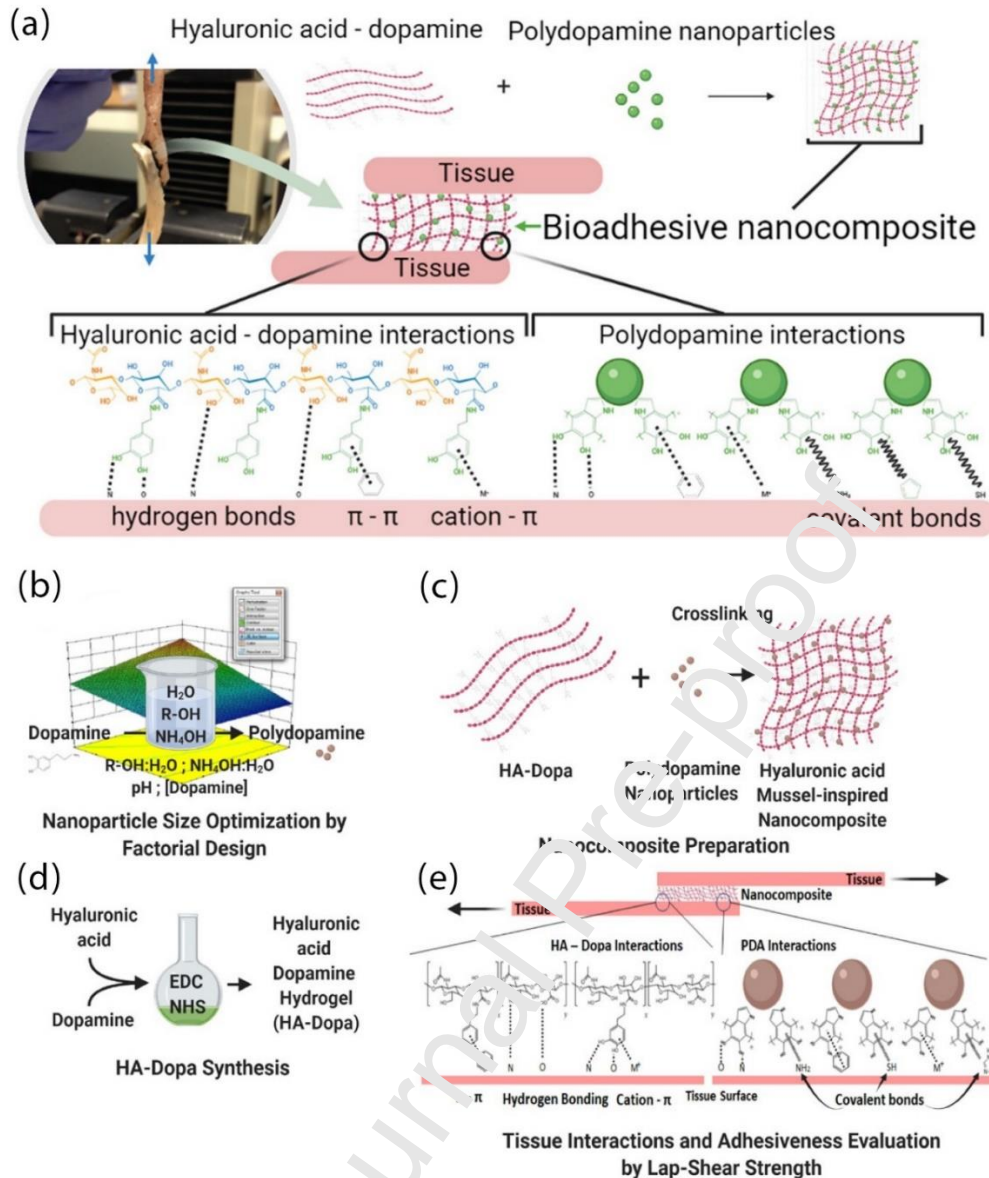 (a)
Hyaluronic acid - dopamine
Polydopamine nanoparticles
+
Tissue
Bioadhesive nanocomposite
Tissue
Hyaluronic acid - dopamine interactions
Polydopamine interactions
hydrogen bonds
π - π
cation - π
covalent bonds
(b)
H₂O
R-OH
NH₄OH
Dopamine
Polydopamine
R-OH:H₂O ; NH₄OH:H₂O
pH ; [Dopamine]
Nanoparticle Size Optimization by
Factorial Design
(c)
Crosslinking
+
HA-Dopa
Polydopamine
Nanoparticles
Hyaluronic acid
Mussel-inspired
Nanocomposite
Nanocomposite Preparation
(d)
Hyaluronic
acid
Dopamine
EDC
NHS
Hyaluronic
acid
Dopamine
Hydrogel
(HA-Dopa)
HA-Dopa Synthesis
(e)
Tissue
Nanocomposite
Tissue
HA – Dopa Interactions
PDA Interactions
N
O
N
O
M⁺
O
N
NH₂
SH
M⁺
π
Hydrogen Bonding
Cation - π
Tissue Surface
Covalent bonds
Tissue Interactions and Adhesiveness Evaluation
by Lap-Shear Strength
Journal Pre-proof